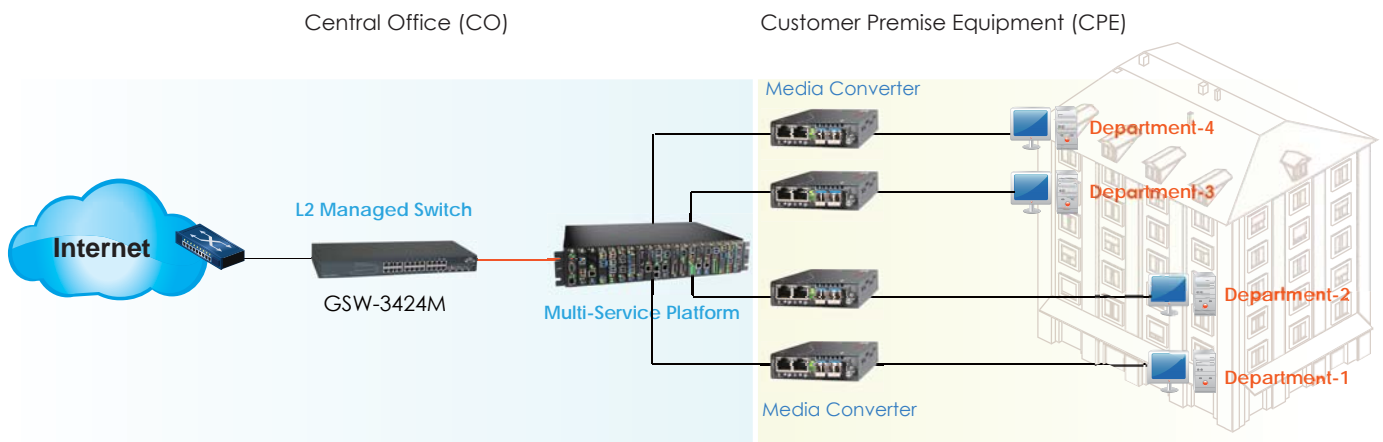 Central Office (CO)
Customer Premise Equipment (CPE)
Media Converter
Department-4
Department-3
L2 Managed Switch
Internet
GSW-3424M
Multi-Service Platform
Department-2
Department-1
Media Converter